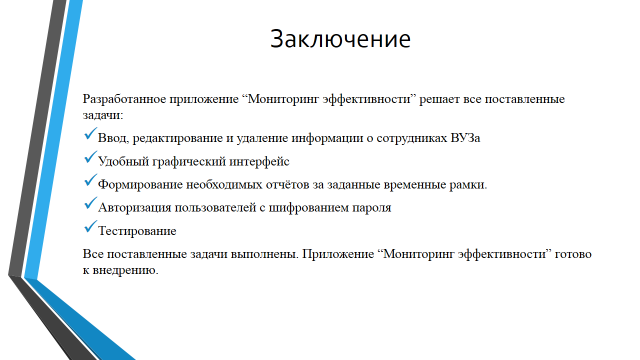 Заключение
Разработанное приложение “Мониторинг эффективности” решает все поставленные
задачи:
Ввод, редактирование и удаление информации о сотрудниках ВУЗа
Удобный графический интерфейс
Формирование необходимых отчётов за заданные временные рамки.
Авторизация пользователей с шифрованием пароля
Тестирование
Все поставленные задачи выполнены. Приложение “Мониторинг эффективности” готово
к внедрению.